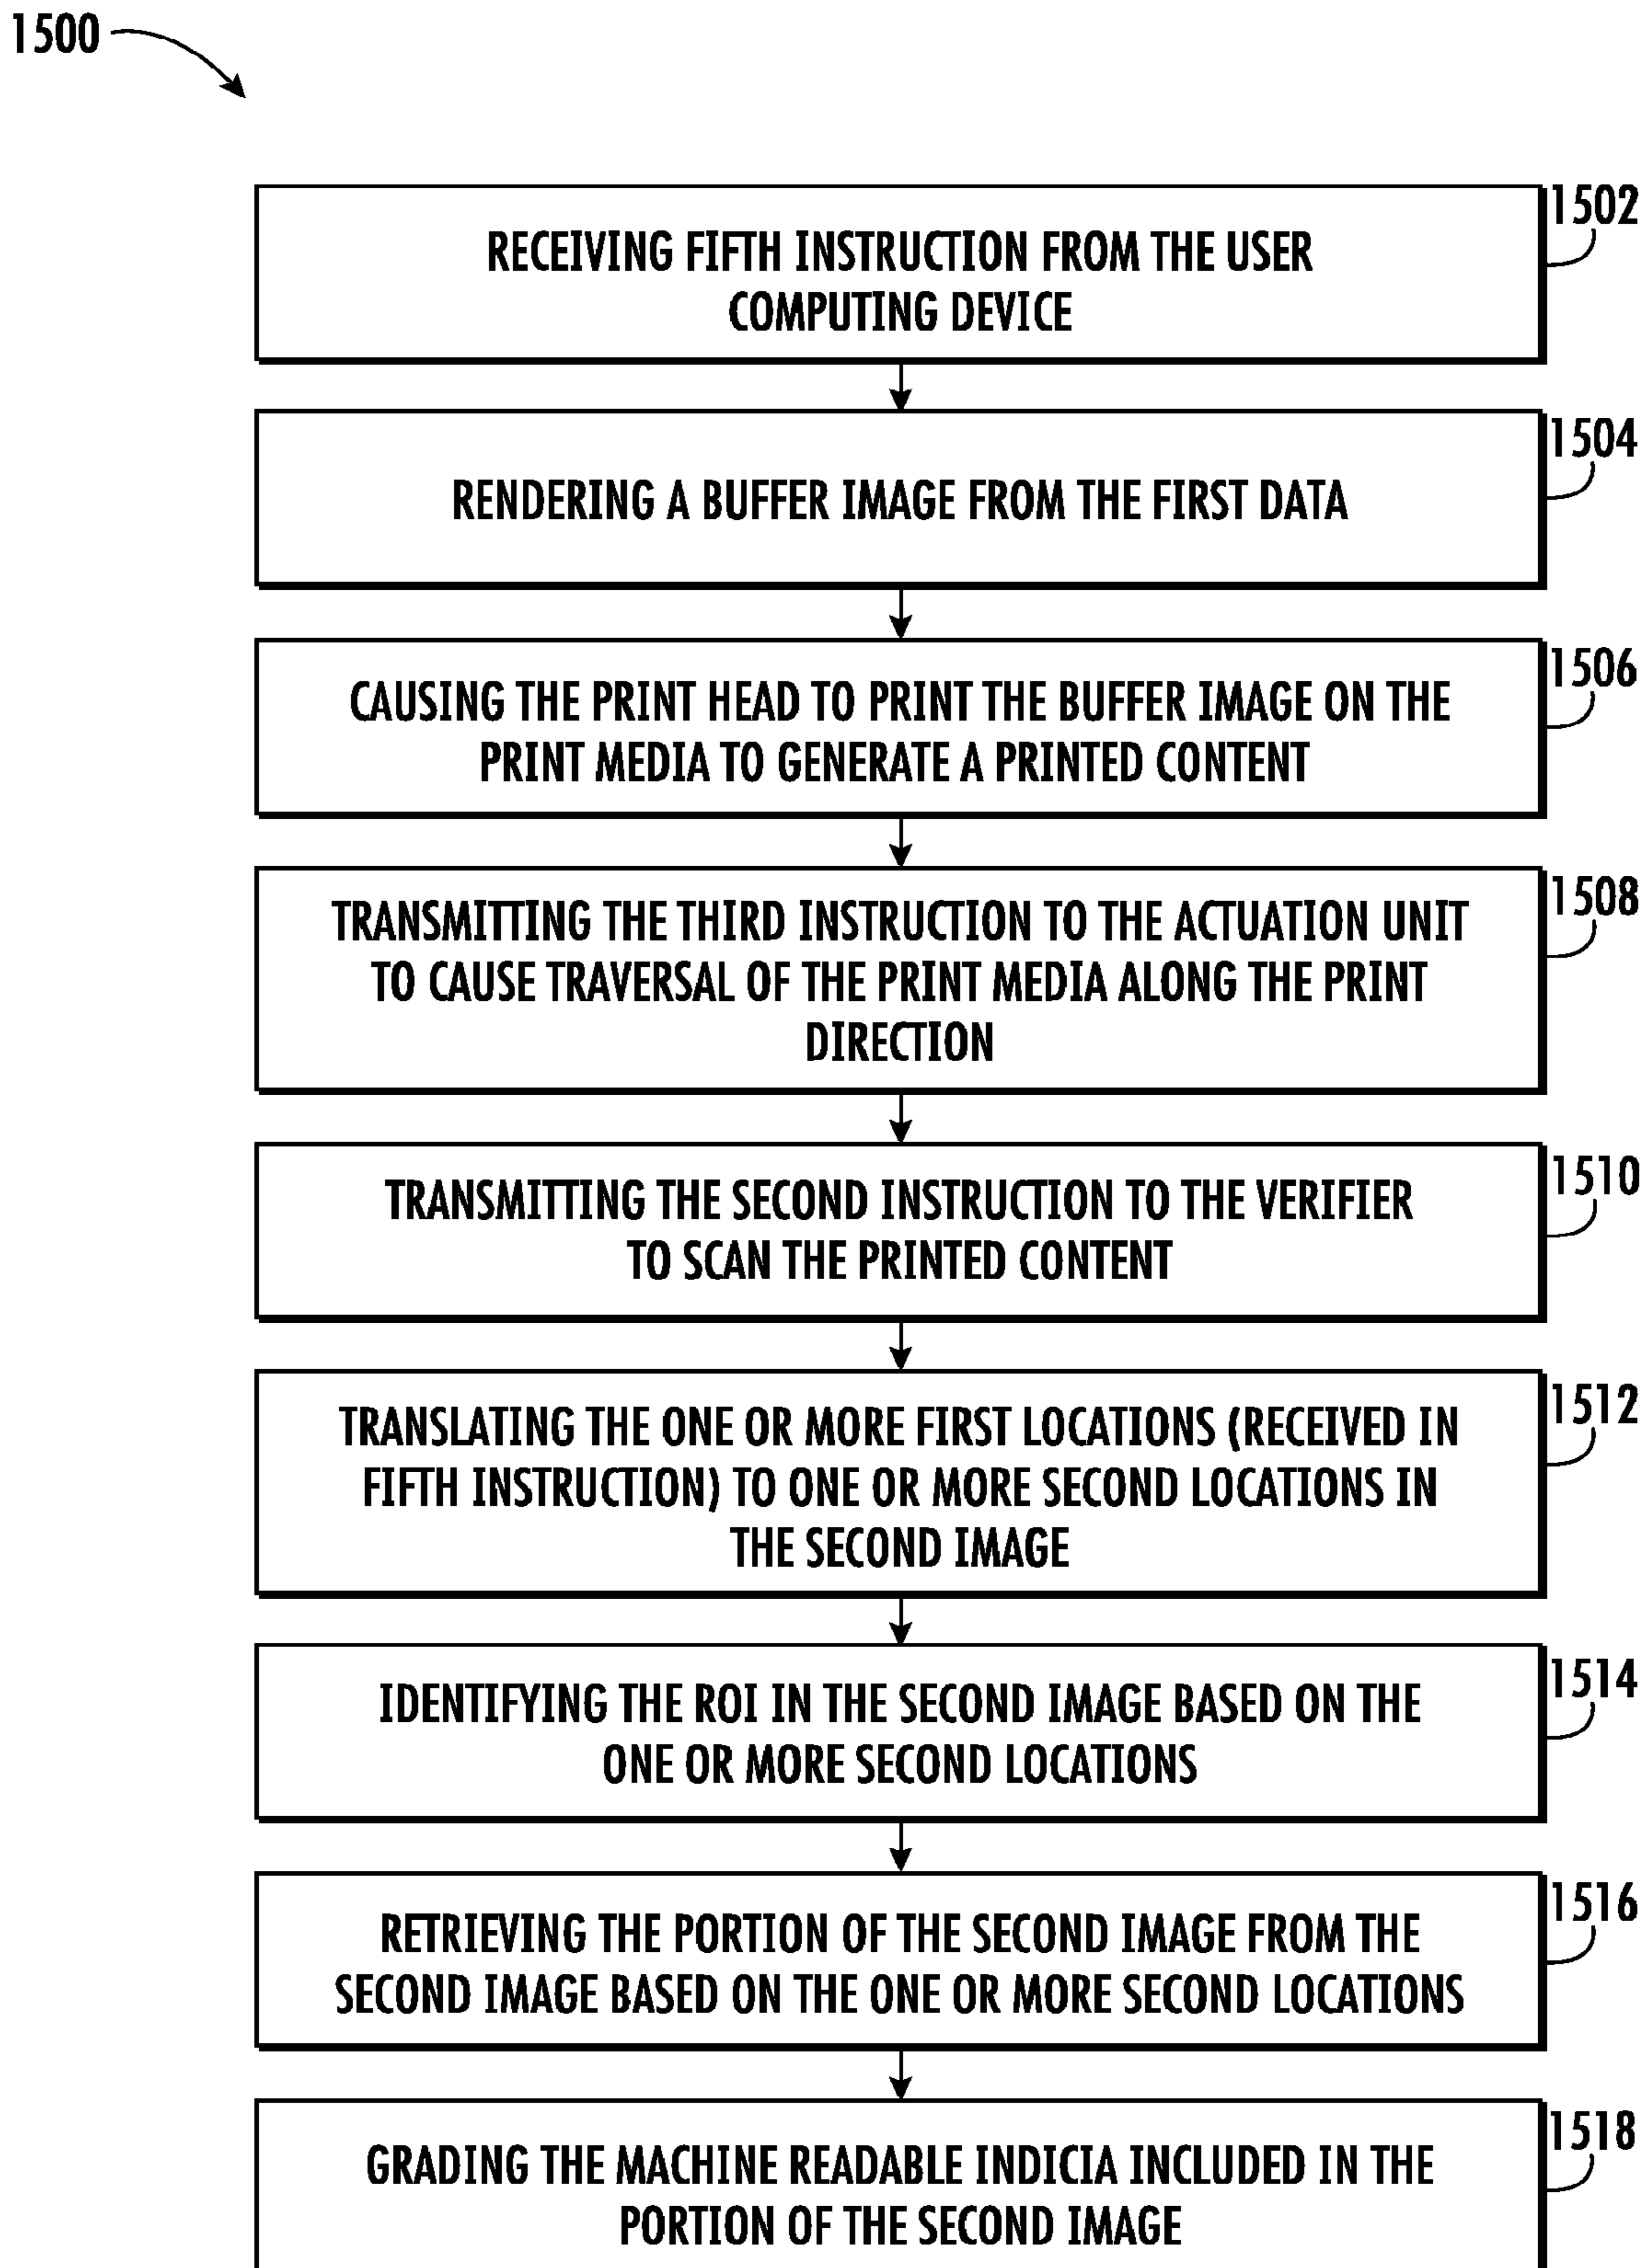 1500
1502
RECEIVING FIFTH INSTRUCTION FROM THE USER
COMPUTING DEVICE
1504
RENDERING A BUFFER IMAGE FROM THE FIRST DATA
1506
CAUSING THE PRINT HEAD TO PRINT THE BUFFER IMAGE ON THE
PRINT MEDIA TO GENERATE A PRINTED CONTENT
1508
TRANSMITTING THE THIRD INSTRUCTION TO THE ACTUATION UNIT
TO CAUSE TRAVERSAL OF THE PRINT MEDIA ALONG THE PRINT
DIRECTION
1510
TRANSMITTING THE SECOND INSTRUCTION TO THE VERIFIER
TO SCAN THE PRINTED CONTENT
1512
TRANSLATING THE ONE OR MORE FIRST LOCATIONS (RECEIVED IN
FIFTH INSTRUCTION) TO ONE OR MORE SECOND LOCATIONS IN
THE SECOND IMAGE
1514
IDENTIFYING THE ROI IN THE SECOND IMAGE BASED ON THE
ONE OR MORE SECOND LOCATIONS
1516
RETRIEVING THE PORTION OF THE SECOND IMAGE FROM THE
SECOND IMAGE BASED ON THE ONE OR MORE SECOND LOCATIONS
1518
GRADING THE MACHINE READABLE INDICIA INCLUDED IN THE
PORTION OF THE SECOND IMAGE